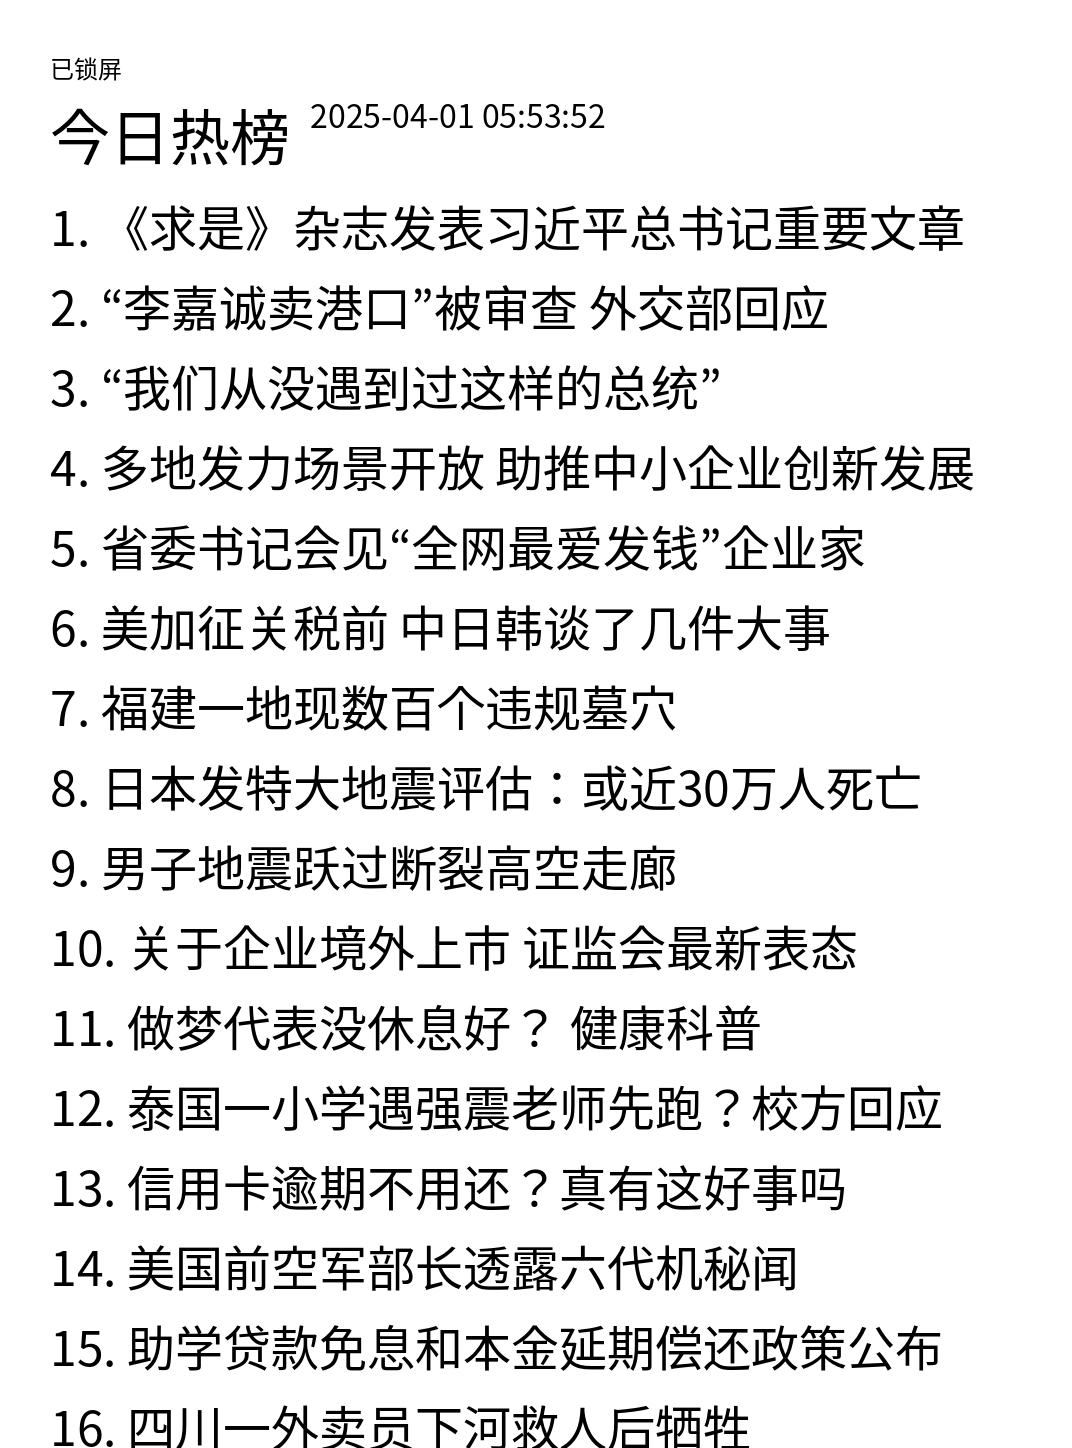 已锁屏
今日热榜 2025-04-01 05:53:52
1. 《求是》杂志发表习近平总书记重要文章
2. “李嘉诚卖港口”被审查 外交部回应
3. “我们从没遇到过这样的总统”
4. 多地发力场景开放 助推中小企业创新发展
5. 省委书记会见“全网最爱发钱”企业家
6. 美加征关税前 中日韩谈了几件大事
7. 福建一地现数百个违规墓穴
8. 日本发特大地震评估：或近30万人死亡
9. 男子地震跃过断裂高空走廊
10. 关于企业境外上市 证监会最新表态
11. 做梦代表没休息好？ 健康科普
12. 泰国一小学遇强震老师先跑？校方回应
13. 信用卡逾期不用还？真有这好事吗
14. 美国前空军部长透露六代机秘闻
15. 助学贷款免息和本金延期偿还政策公布
16. 四川一外卖员下河救人后牺牲